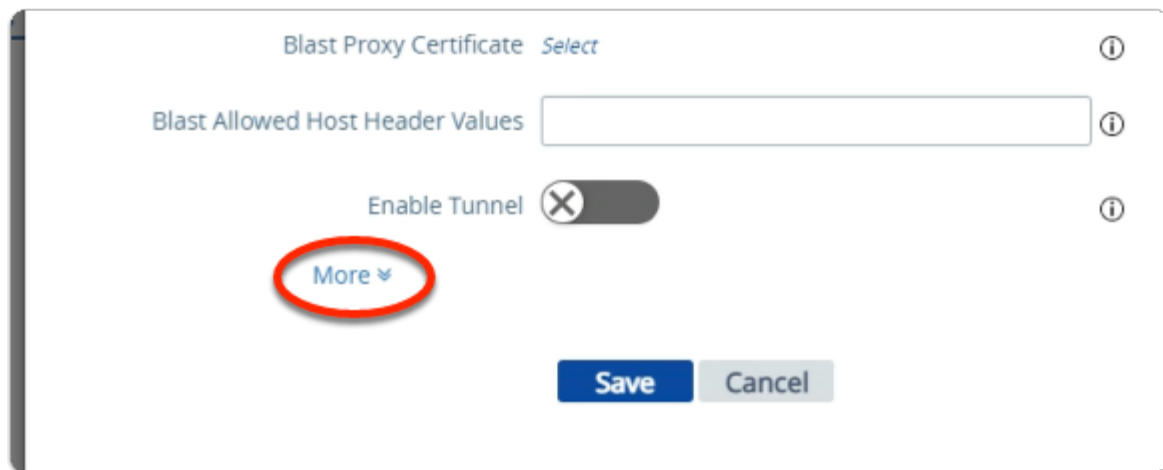 Blast Proxy Certificate Select
Blast Allowed Host Header Values
Enable Tunnel
More
Save Cancel